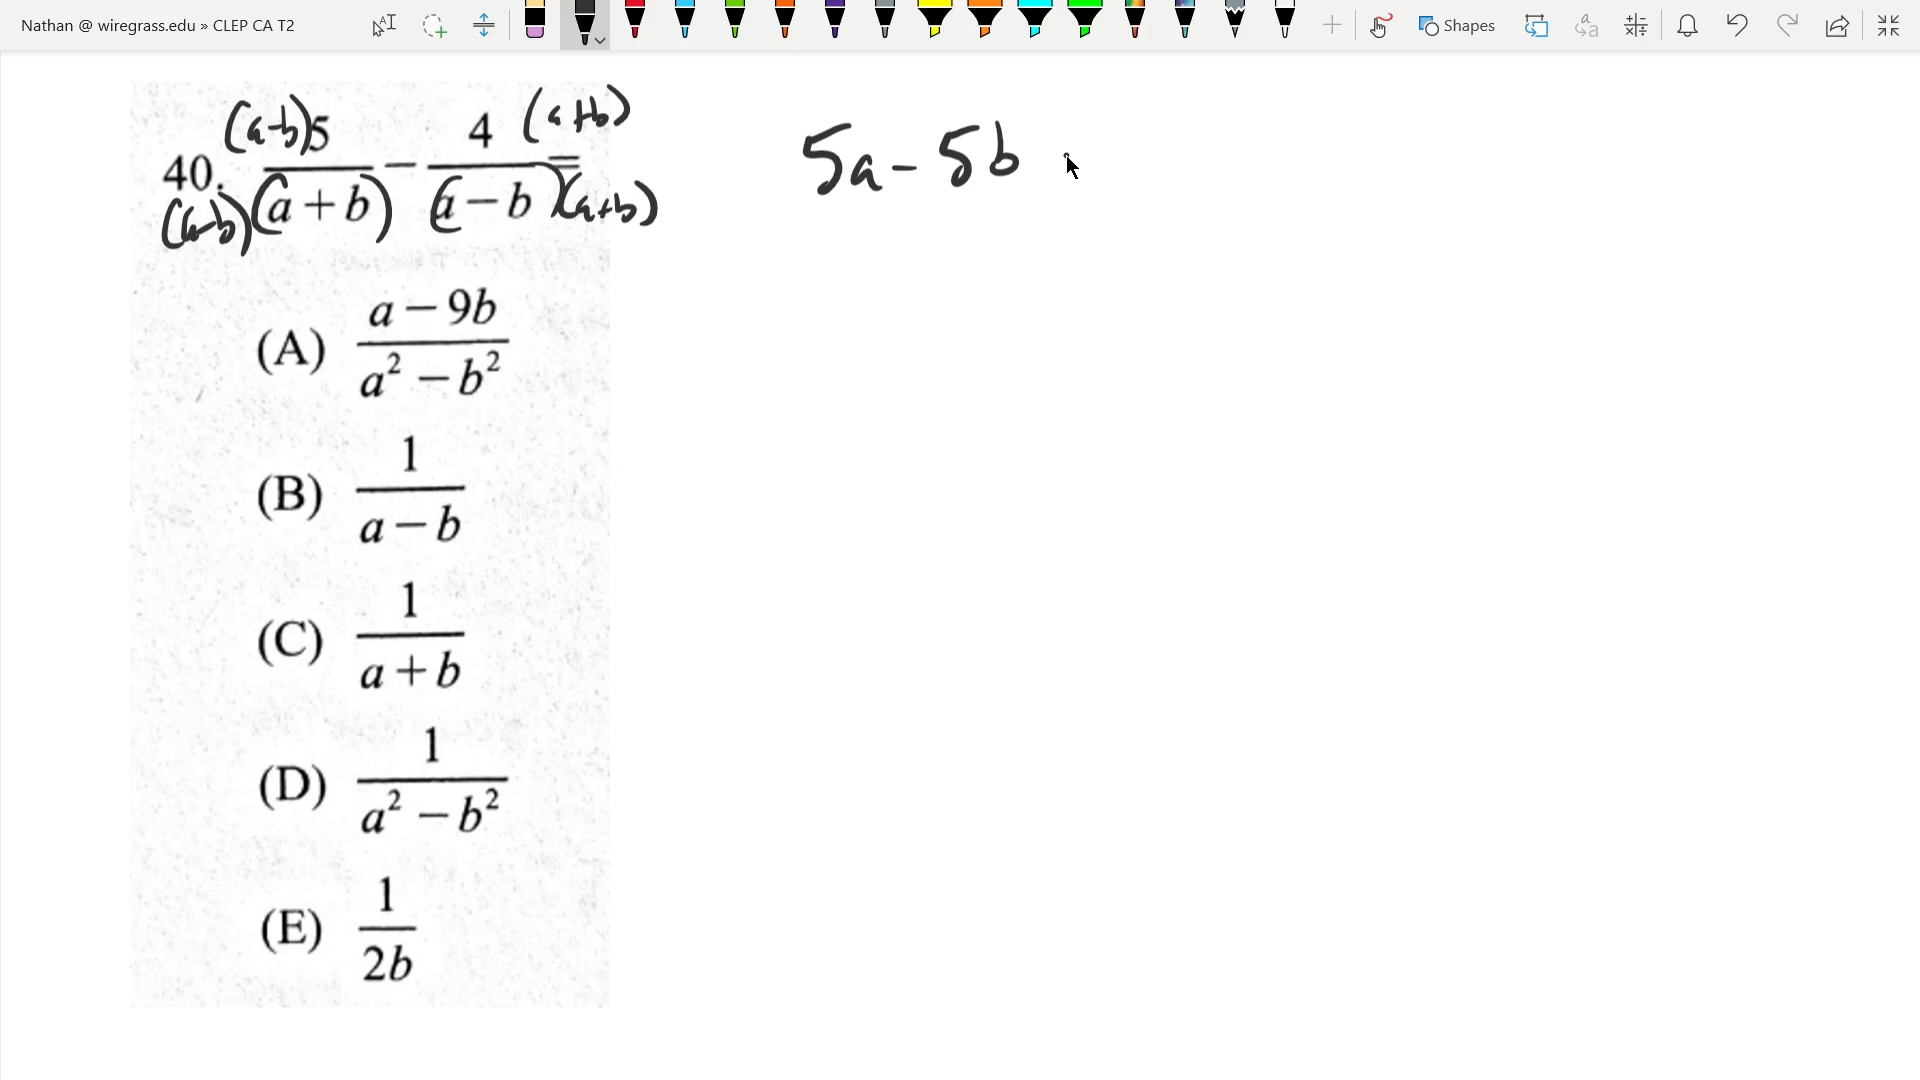 Nathan @ wiregrass.edu » CLEP CA T2
Shapes
(a-b)5 4 (a+b)
40. — − — =
(a-b)(a + b) (a − b)(a+b)
5a - 5b
(A) a − 9b / a² − b²
(B) 1 / a − b
(C) 1 / a + b
(D) 1 / a² − b²
(E) 1 / 2b